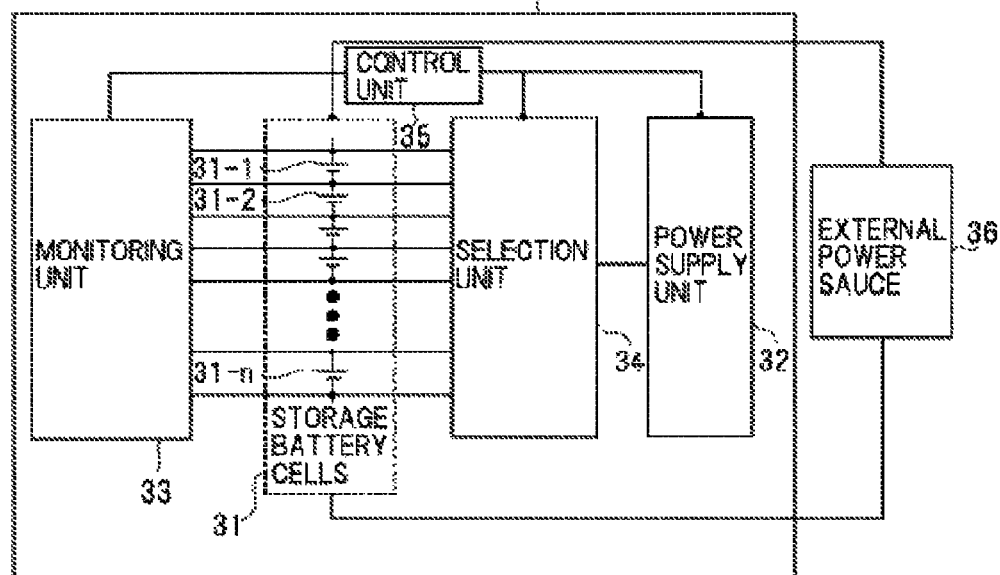 CONTROL
UNIT
35
31-1
31-2
MONITORING
UNIT
SELECTION
UNIT
POWER
SUPPLY
UNIT
EXTERNAL
POWER
SAUCE
36
34
32
31-n
STORAGE
BATTERY
CELLS
33
31